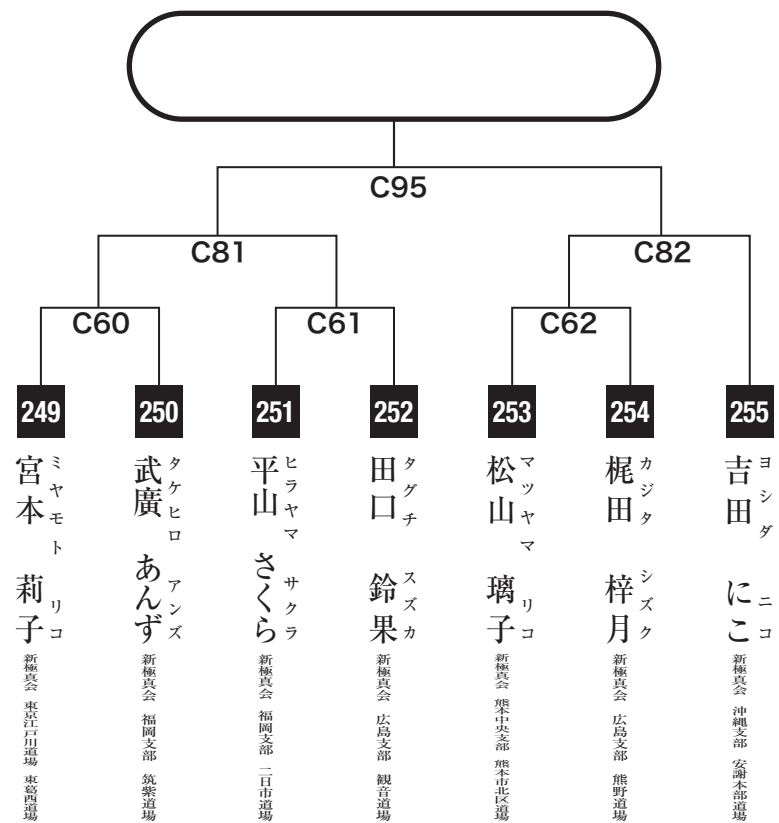 C95
C81
C82
C60
C61
C62
249
250
251
252
253
254
255
宮本 莉子
ミヤモト リコ
新極真会 東京江戸川道場 東葛西道場
武廣 あんず
タケヒロ アンズ
新極真会 福岡支部 筑紫道場
平山 さくら
ヒラヤマ サクラ
新極真会 福岡支部 二日市道場
田口 鈴果
タグチ スズカ
新極真会 広島支部 観音道場
松山 璃子
マツヤマ リコ
新極真会 熊本中央支部 熊本市北区道場
梶田 梓月
カジタ シズク
新極真会 広島支部 熊野道場
吉田 にこ
ヨシダ ニコ
新極真会 沖縄支部 安謝本部道場